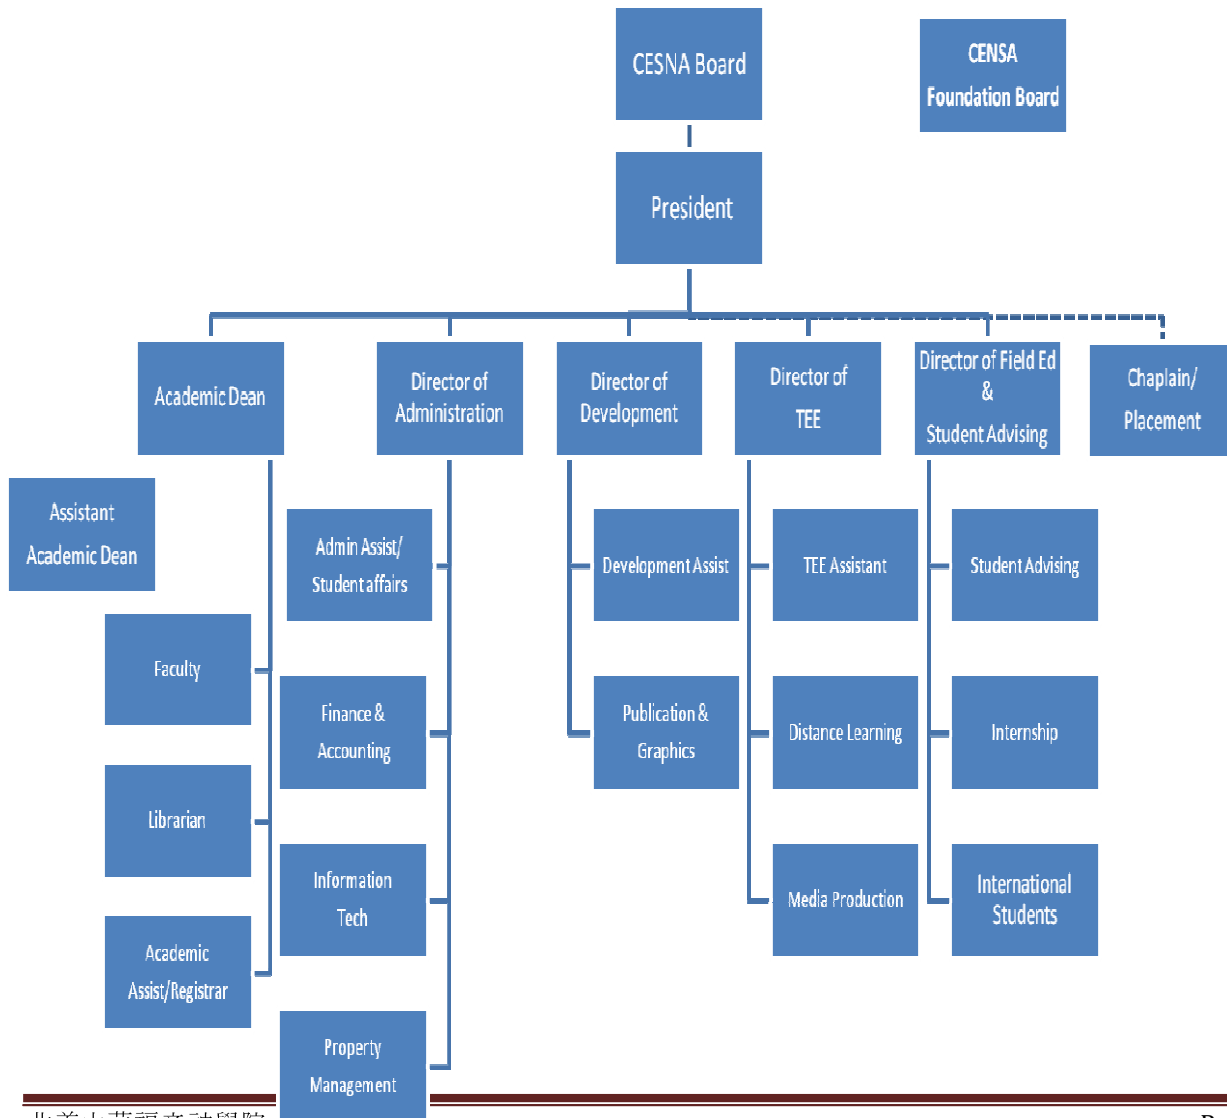 CESNA Board
CENSA
Foundation Board
President
Academic Dean
Director of
Administration
Director of
Development
Director of
TEE
Director of Field Ed
&
Student Advising
Chaplain/
Placement
Assistant
Academic Dean
Admin Assist/
Student affairs
Development Assist
TEE Assistant
Student Advising
Faculty
Finance &
Accounting
Publication &
Graphics
Distance Learning
Internship
Librarian
Information
Tech
Media Production
International
Students
Academic
Assist/Registrar
Property
Management